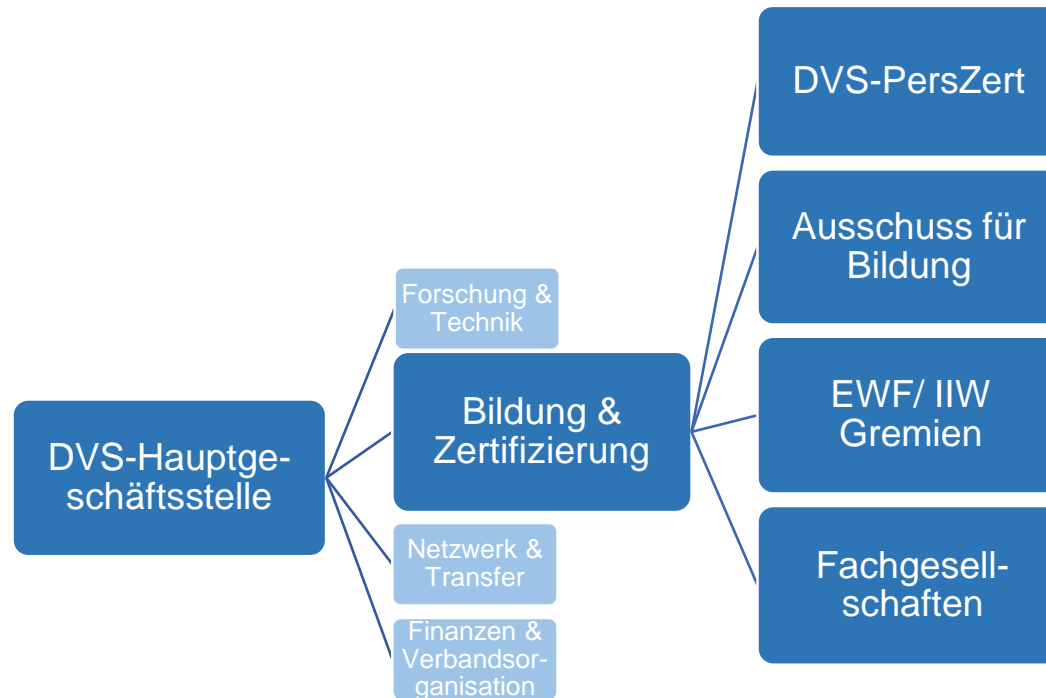 DVS-Hauptge-
schäftsstelle
Forschung &
Technik
Bildung &
Zertifizierung
Netzwerk &
Transfer
Finanzen &
Verbandsor-
ganisation
DVS-PersZert
Ausschuss für
Bildung
EWF/ IIW
Gremien
Fachgesell-
schaften